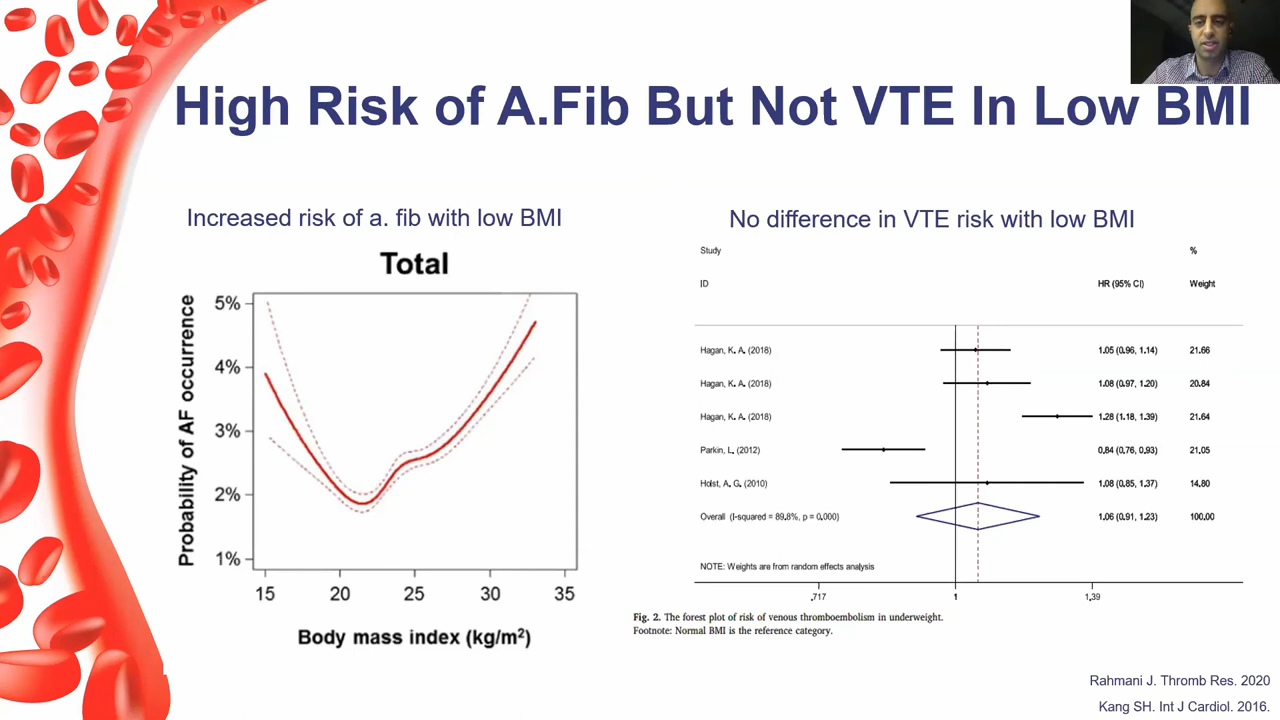 High Risk of A.Fib But Not VTE In Low BMI
Increased risk of a. fib with low BMI
Total
Probability of AF occurrence
5%
4%
3%
2%
1%
15 20 25 30 35
Body mass index (kg/m²)
No difference in VTE risk with low BMI
Study %
ID HR (95% CI) Weight
Hagan, K. A. (2018) 1.05 (0.96, 1.14) 21.66
Hagan, K. A. (2018) 1.08 (0.97, 1.20) 20.84
Hagan, K. A. (2018) 1.28 (1.18, 1.39) 21.64
Parkin, L. (2012) 0.84 (0.76, 0.93) 21.05
Holst, A. G. (2010) 1.08 (0.85, 1.37) 14.80
Overall (I-squared = 89.8%, p = 0.000) 1.06 (0.91, 1.23) 100.00
NOTE: Weights are from random effects analysis
.717 1 1.39
Fig. 2. The forest plot of risk of venous thromboembolism in underweight.
Footnote: Normal BMI is the reference category.
Rahmani J. Thromb Res. 2020
Kang SH. Int J Cardiol. 2016.